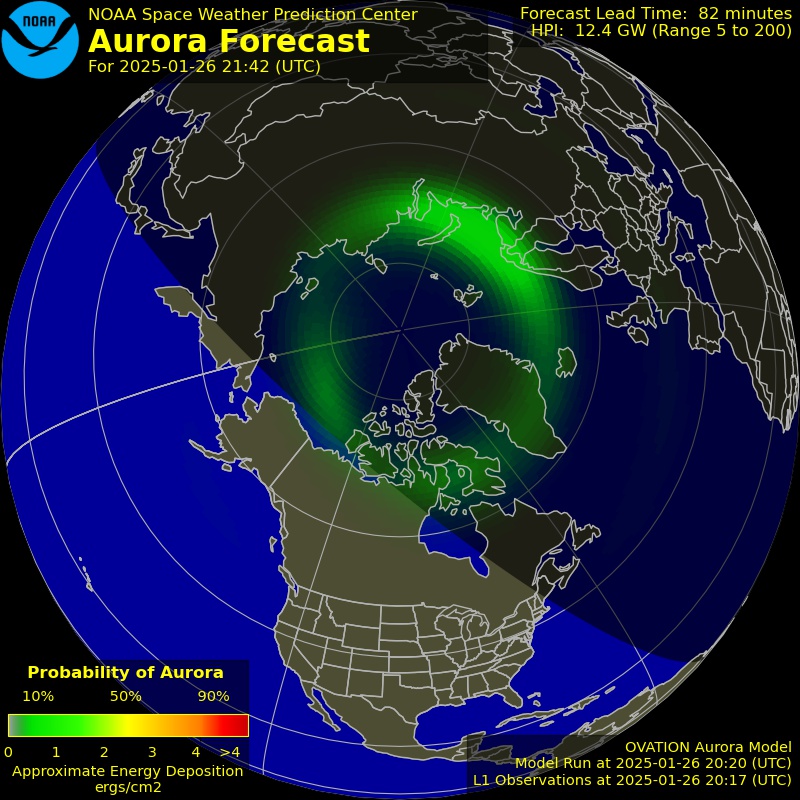 NOAA
NOAA Space Weather Prediction Center
Aurora Forecast
For 2025-01-26 21:42 (UTC)
Forecast Lead Time: 82 minutes
HPI: 12.4 GW (Range 5 to 200)
Probability of Aurora
10% 50% 90%
0 1 2 3 4 >4
Approximate Energy Deposition
ergs/cm2
OVATION Aurora Model
Model Run at 2025-01-26 20:20 (UTC)
L1 Observations at 2025-01-26 20:17 (UTC)